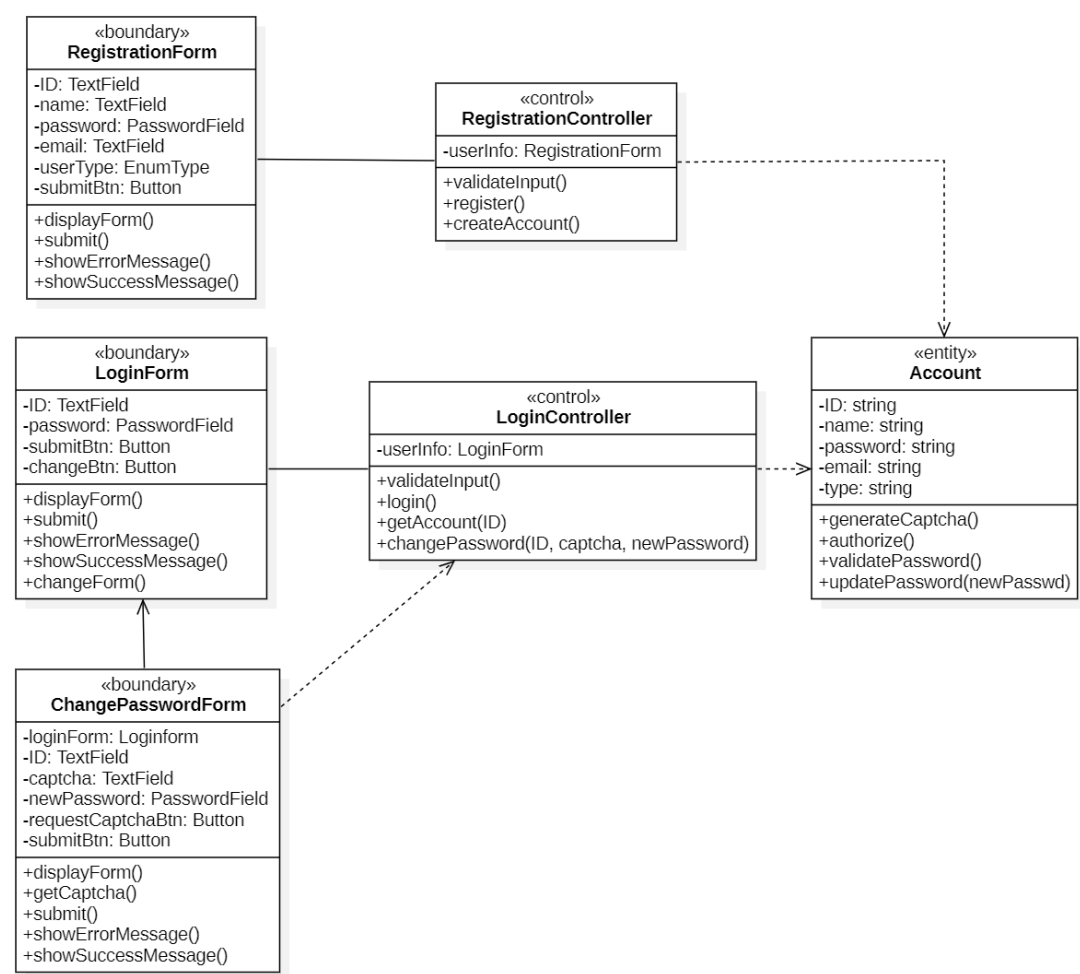 «boundary»
RegistrationForm
-ID: TextField
-name: TextField
-password: PasswordField
-email: TextField
-userType: EnumType
-submitBtn: Button
+displayForm()
+submit()
+showErrorMessage()
+showSuccessMessage()
«control»
RegistrationController
-userInfo: RegistrationForm
+validateInput()
+register()
+createAccount()
«boundary»
LoginForm
-ID: TextField
-password: PasswordField
-submitBtn: Button
-changeBtn: Button
+displayForm()
+submit()
+showErrorMessage()
+showSuccessMessage()
+changeForm()
«control»
LoginController
-userInfo: LoginForm
+validateInput()
+login()
+getAccount(ID)
+changePassword(ID, captcha, newPassword)
«entity»
Account
-ID: string
-name: string
-password: string
-email: string
-type: string
+generateCaptcha()
+authorize()
+validatePassword()
+updatePassword(newPasswd)
«boundary»
ChangePasswordForm
-loginForm: Loginform
-ID: TextField
-captcha: TextField
-newPassword: PasswordField
-requestCaptchaBtn: Button
-submitBtn: Button
+displayForm()
+getCaptcha()
+submit()
+showErrorMessage()
+showSuccessMessage()